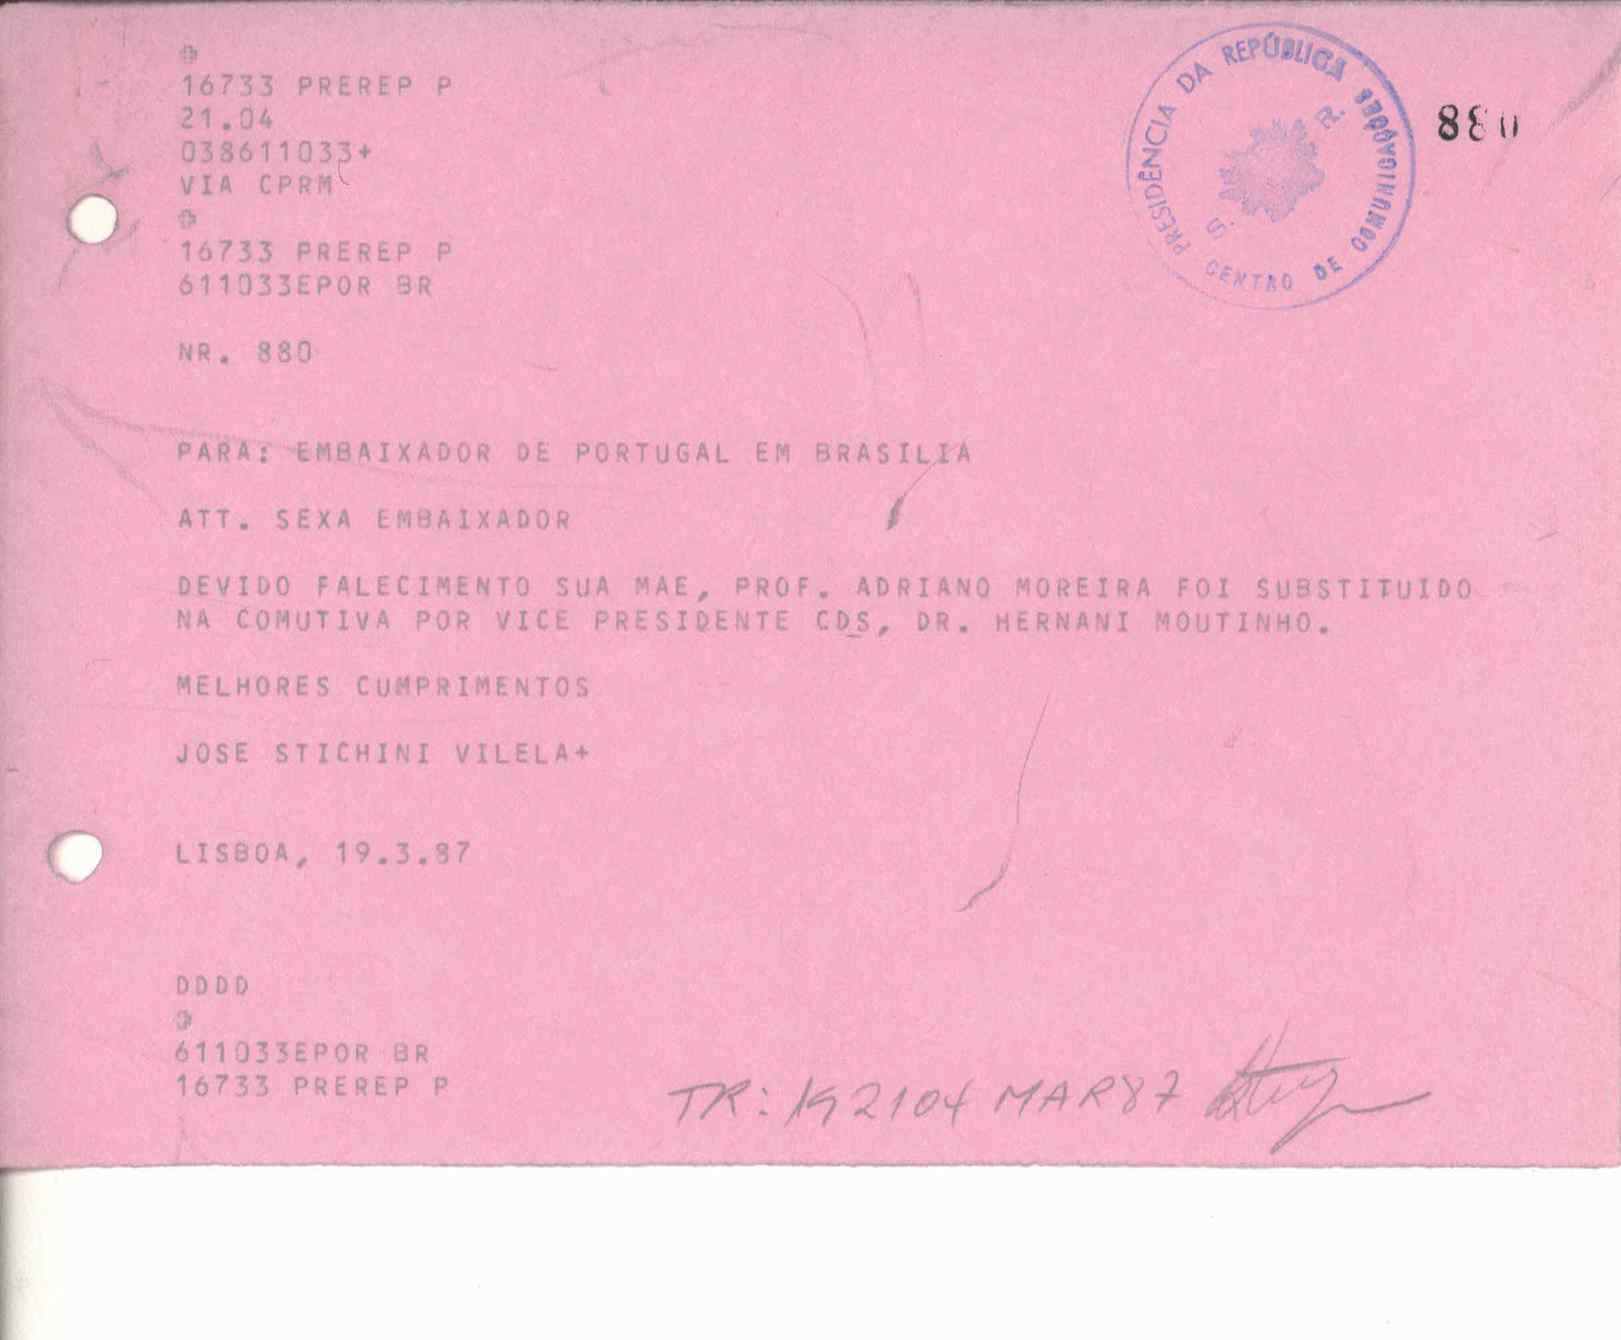 16733 PREREP P
21.04
038611033+
VIA CPRM
16733 PREREP P
611033EPOR BR
NR. 880
PRESIDÊNCIA DA REPÚBLICA
CENTRO DE COMUNICAÇÕES
S. R.
880
PARA: EMBAIXADOR DE PORTUGAL EM BRASILIA
ATT. SEXA EMBAIXADOR
DEVIDO FALECIMENTO SUA MAE, PROF. ADRIANO MOREIRA FOI SUBSTITUIDO
NA COMUTIVA POR VICE PRESIDENTE CDS, DR. HERNANI MOUTINHO.
MELHORES CUMPRIMENTOS
JOSE STICHINI VILELA+
LISBOA, 19.3.87
DDDD
611033EPOR BR
16733 PREREP P
TR: 192104 MAR87